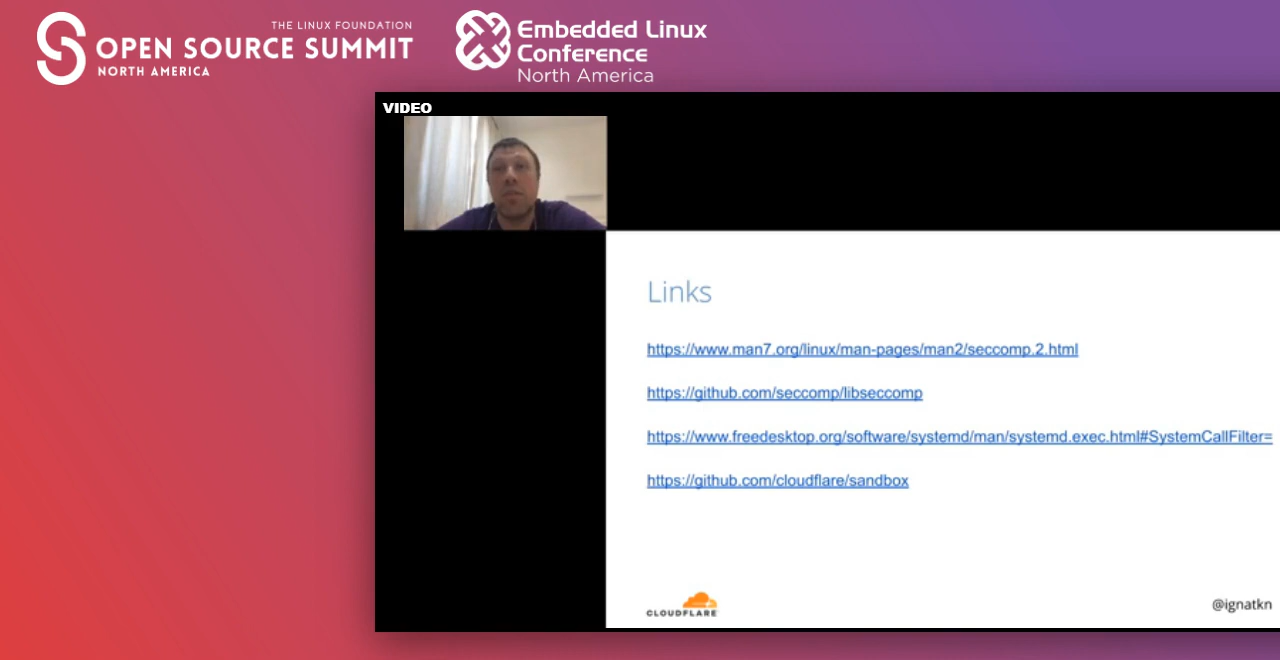 THE LINUX FOUNDATION
OPEN SOURCE SUMMIT
NORTH AMERICA
Embedded Linux
Conference
North America
VIDEO
Links
https://www.man7.org/linux/man-pages/man2/seccomp.2.html
https://github.com/seccomp/libseccomp
https://www.freedesktop.org/software/systemd/man/systemd.exec.html#SystemCallFilter=
https://github.com/cloudflare/sandbox
CLOUDFLARE
@ignatkn